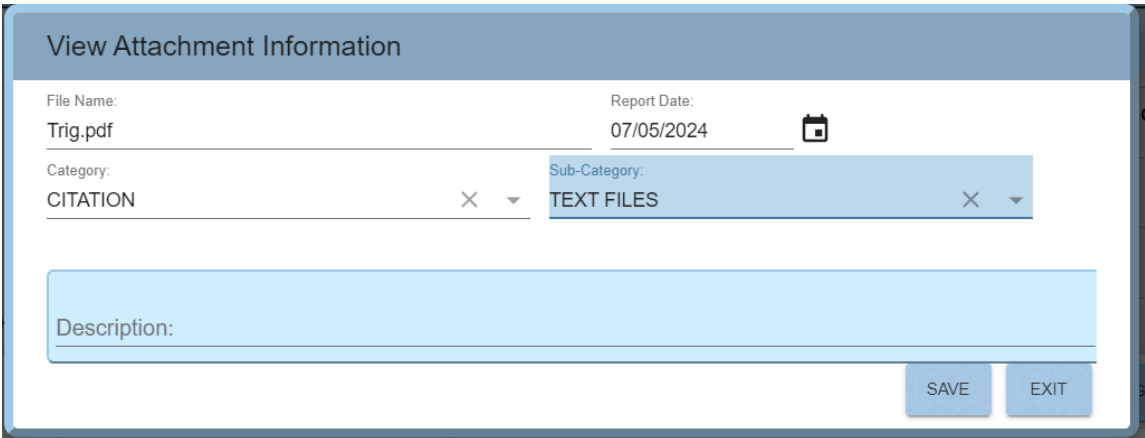 View Attachment Information
File Name:
Report Date:
Trig.pdf
07/05/2024
Category:
Sub-Category:
CITATION
TEXT FILES
Description:
SAVE
EXIT